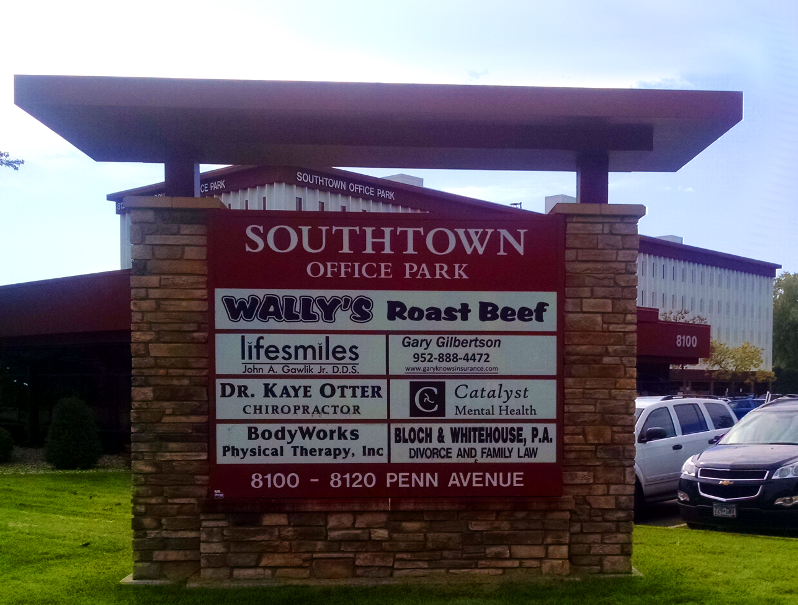 OFFICE PARK
SOUTHTOWN OFFICE PARK
SOUTHTOWN
OFFICE PARK
WALLY'S Roast Beef
lifesmiles
John A. Gawlik Jr. D.D.S.
Gary Gilbertson
952-888-4472
www.garyknowsinsurance.com
DR. KAYE OTTER
CHIROPRACTOR
C
Catalyst
Mental Health
BodyWorks
Physical Therapy, Inc
BLOCH & WHITEHOUSE, P.A.
DIVORCE AND FAMILY LAW
8100 - 8120 PENN AVENUE
8100